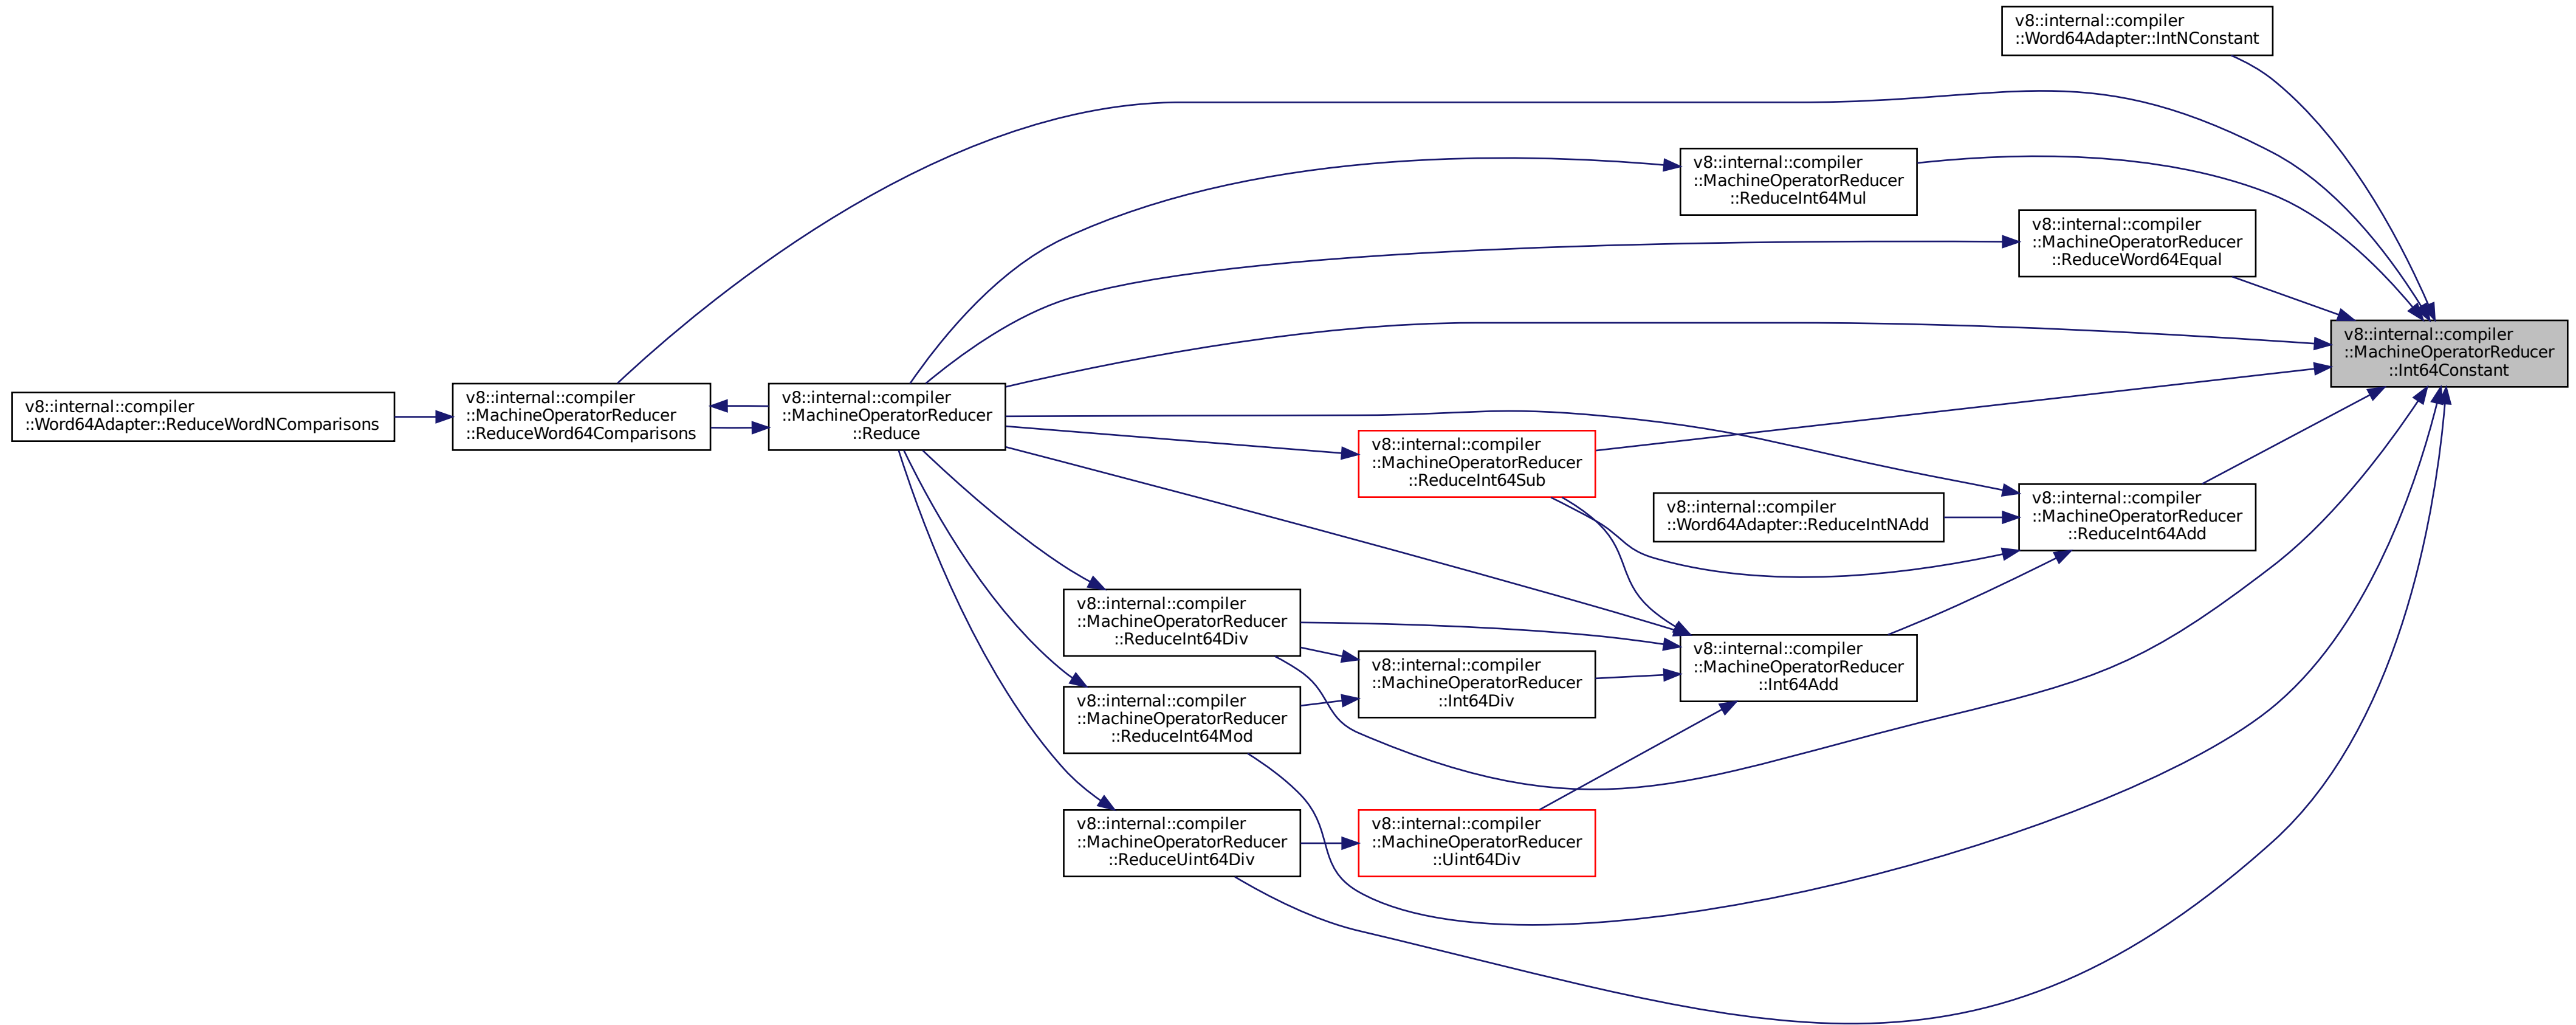 v8::internal::compiler
::Word64Adapter::IntNConstant
v8::internal::compiler
::MachineOperatorReducer
::ReduceInt64Mul
v8::internal::compiler
::MachineOperatorReducer
::ReduceWord64Equal
v8::internal::compiler
::MachineOperatorReducer
::Int64Constant
v8::internal::compiler
::Word64Adapter::ReduceWordNComparisons
v8::internal::compiler
::MachineOperatorReducer
::ReduceWord64Comparisons
v8::internal::compiler
::MachineOperatorReducer
::Reduce
v8::internal::compiler
::MachineOperatorReducer
::ReduceInt64Sub
v8::internal::compiler
::Word64Adapter::ReduceIntNAdd
v8::internal::compiler
::MachineOperatorReducer
::ReduceInt64Add
v8::internal::compiler
::MachineOperatorReducer
::ReduceInt64Div
v8::internal::compiler
::MachineOperatorReducer
::Int64Div
v8::internal::compiler
::MachineOperatorReducer
::Int64Add
v8::internal::compiler
::MachineOperatorReducer
::ReduceInt64Mod
v8::internal::compiler
::MachineOperatorReducer
::ReduceUint64Div
v8::internal::compiler
::MachineOperatorReducer
::Uint64Div